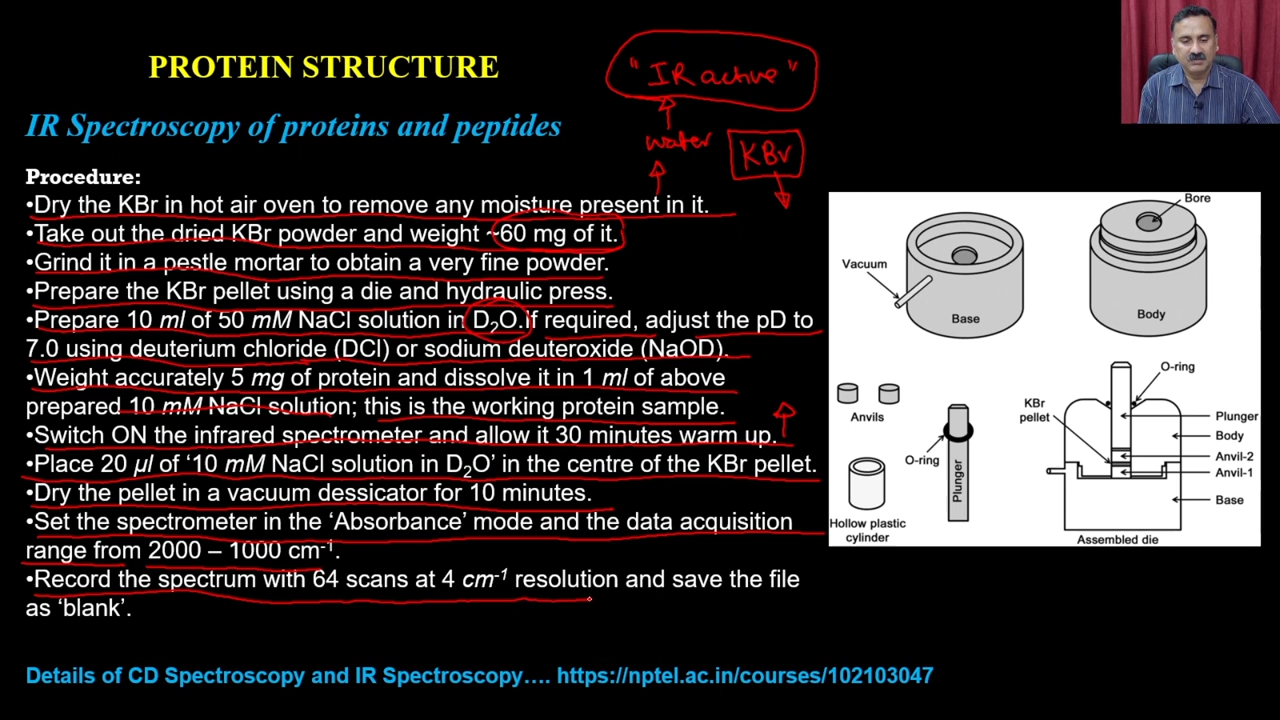 PROTEIN STRUCTURE
"IR active"
IR Spectroscopy of proteins and peptides
water
KBr
Procedure:
•Dry the KBr in hot air oven to remove any moisture present in it.
•Take out the dried KBr powder and weight ~60 mg of it.
•Grind it in a pestle mortar to obtain a very fine powder.
•Prepare the KBr pellet using a die and hydraulic press.
•Prepare 10 ml of 50 mM NaCl solution in D2O.If required, adjust the pD to
7.0 using deuterium chloride (DCl) or sodium deuteroxide (NaOD).
•Weight accurately 5 mg of protein and dissolve it in 1 ml of above
prepared 10 mM NaCl solution; this is the working protein sample.
•Switch ON the infrared spectrometer and allow it 30 minutes warm up.
•Place 20 µl of '10 mM NaCl solution in D2O' in the centre of the KBr pellet.
•Dry the pellet in a vacuum dessicator for 10 minutes.
•Set the spectrometer in the 'Absorbance' mode and the data acquisition
range from 2000 – 1000 cm-1.
•Record the spectrum with 64 scans at 4 cm-1 resolution and save the file
as 'blank'.
Vacuum
Base
Bore
Body
Anvils
O-ring
Plunger
Hollow plastic
cylinder
O-ring
KBr
pellet
Plunger
Body
Anvil-2
Anvil-1
Base
Assembled die
Details of CD Spectroscopy and IR Spectroscopy…. https://nptel.ac.in/courses/102103047